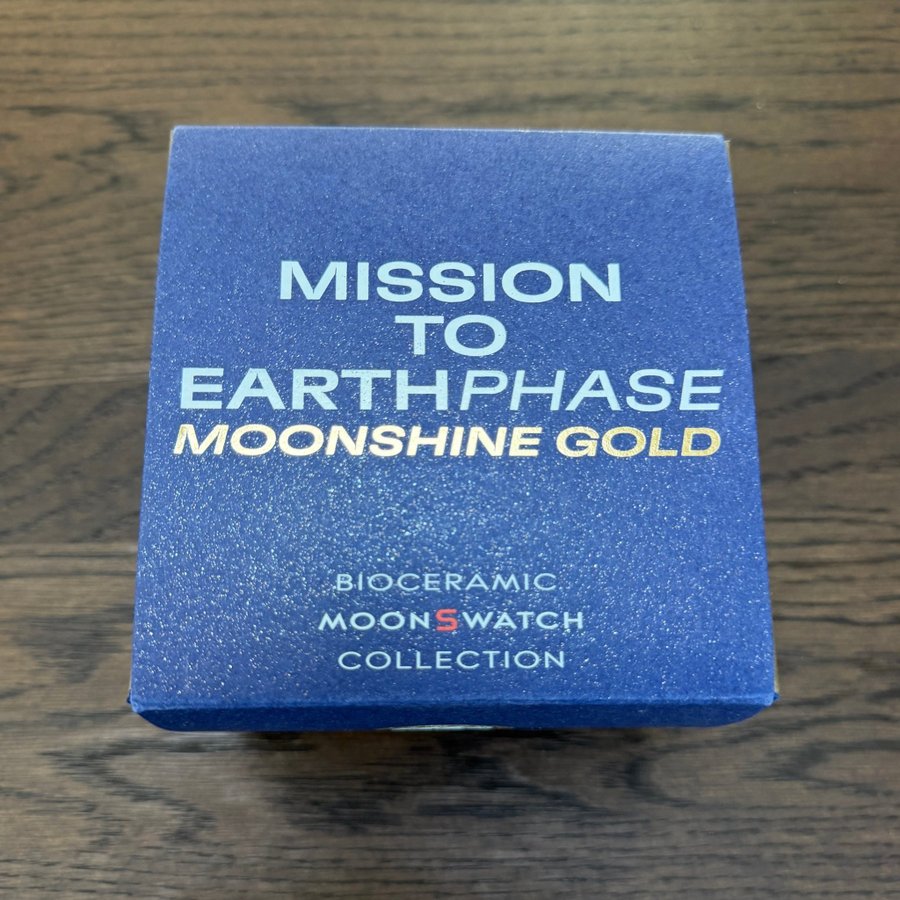 MISSION
TO
EARTHPHASE
MOONSHINE GOLD
BIOCERAMIC
MOONSWATCH
COLLECTION